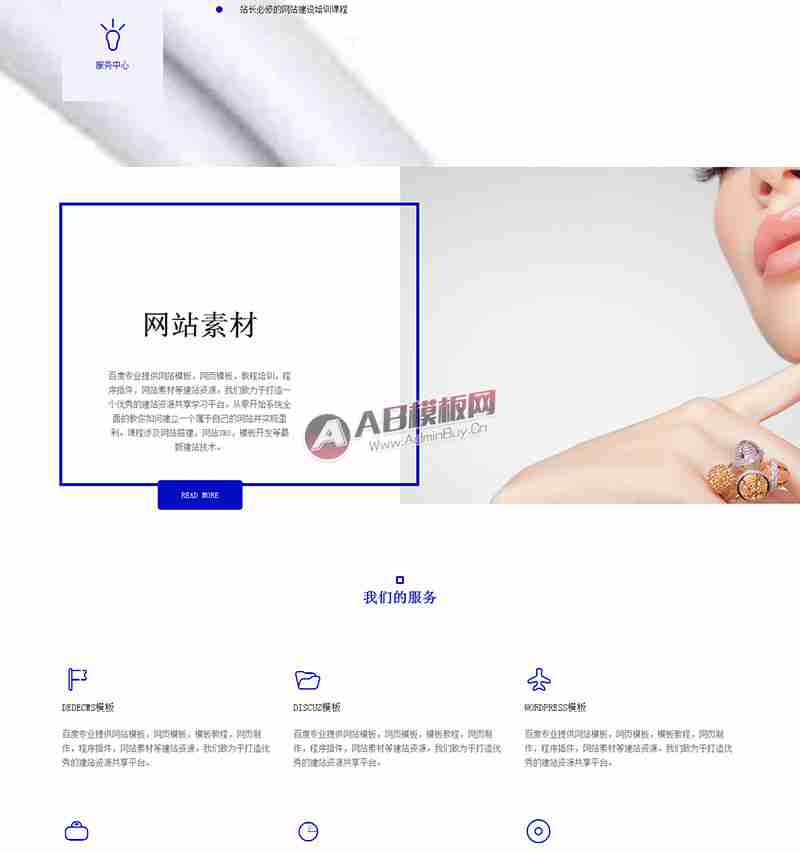 站长必修的网站建设培训课程
服务中心
网站素材
百度专业提供网站模板，网页模板，教程培训，程
序插件，网站素材等建站资源，我们致力于打造一
个优秀的建站资源共享学习平台。从零开始系统全
面的教你如何建立一个属于自己的网站并实现盈
利。课程涉及网站搭建，网站SEO，模板开发等最
新建站技术。
AB模板网
Www.AdminBuy.Cn
READ MORE
我们的服务
DEDECMS模板
DISCUZ模板
WORDPRESS模板
百度专业提供网站模板，网页模板，模板教程，网页制
作，程序插件，网站素材等建站资源，我们致力于打造优
秀的建站资源共享平台。
百度专业提供网站模板，网页模板，模板教程，网页制
作，程序插件，网站素材等建站资源，我们致力于打造优
秀的建站资源共享平台。
百度专业提供网站模板，网页模板，模板教程，网页制
作，程序插件，网站素材等建站资源，我们致力于打造优
秀的建站资源共享平台。